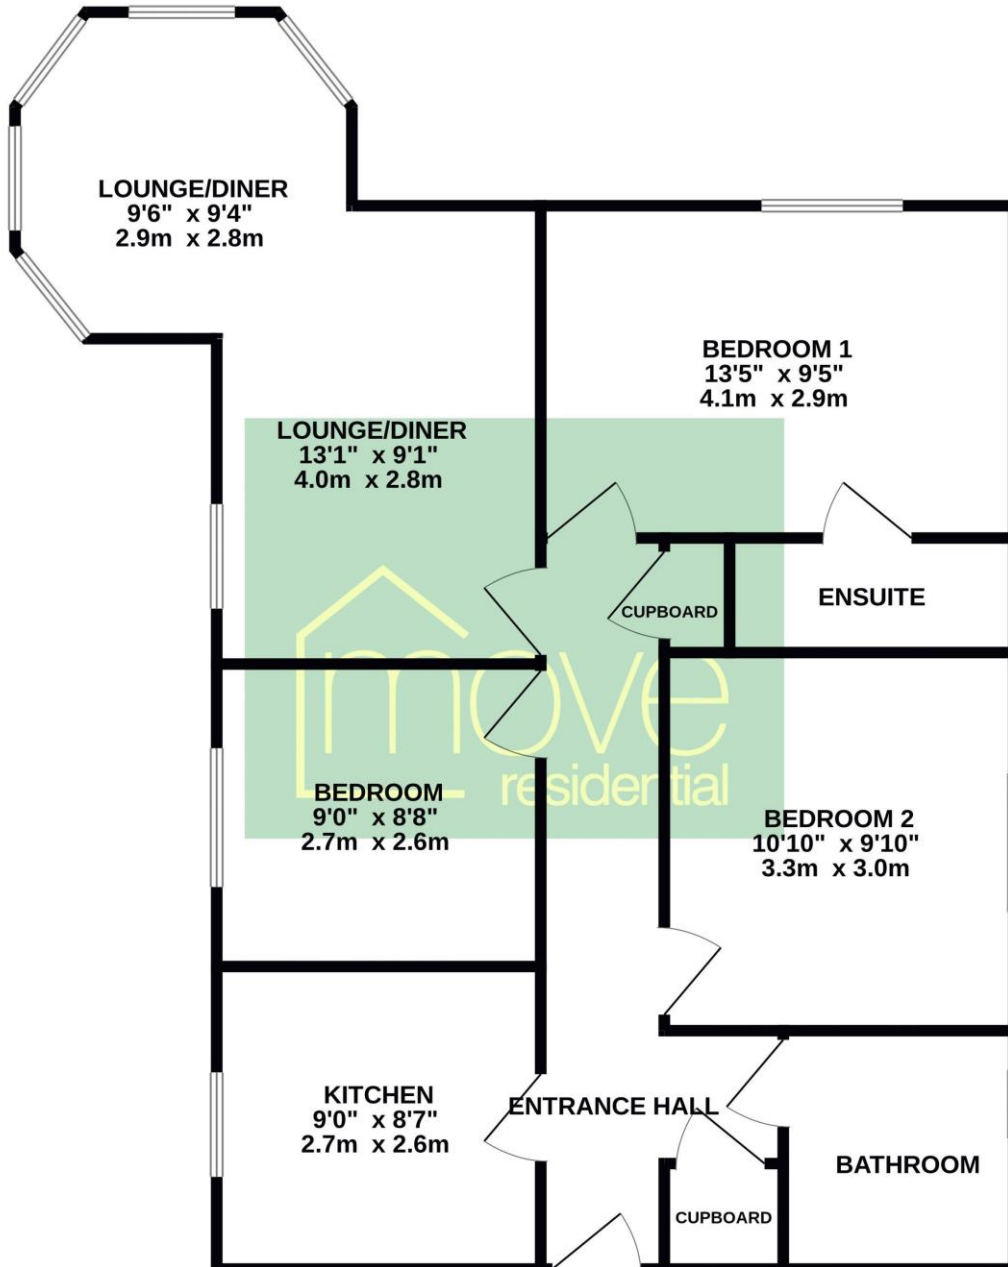 LOUNGE/DINER
9'6" x 9'4"
2.9m x 2.8m
BEDROOM 1
13'5" x 9'5"
4.1m x 2.9m
LOUNGE/DINER
13'1" x 9'1"
4.0m x 2.8m
ENSUITE
CUPBOARD
move
residential
BEDROOM
9'0" x 8'8"
2.7m x 2.6m
BEDROOM 2
10'10" x 9'10"
3.3m x 3.0m
KITCHEN
9'0" x 8'7"
2.7m x 2.6m
ENTRANCE HALL
BATHROOM
CUPBOARD